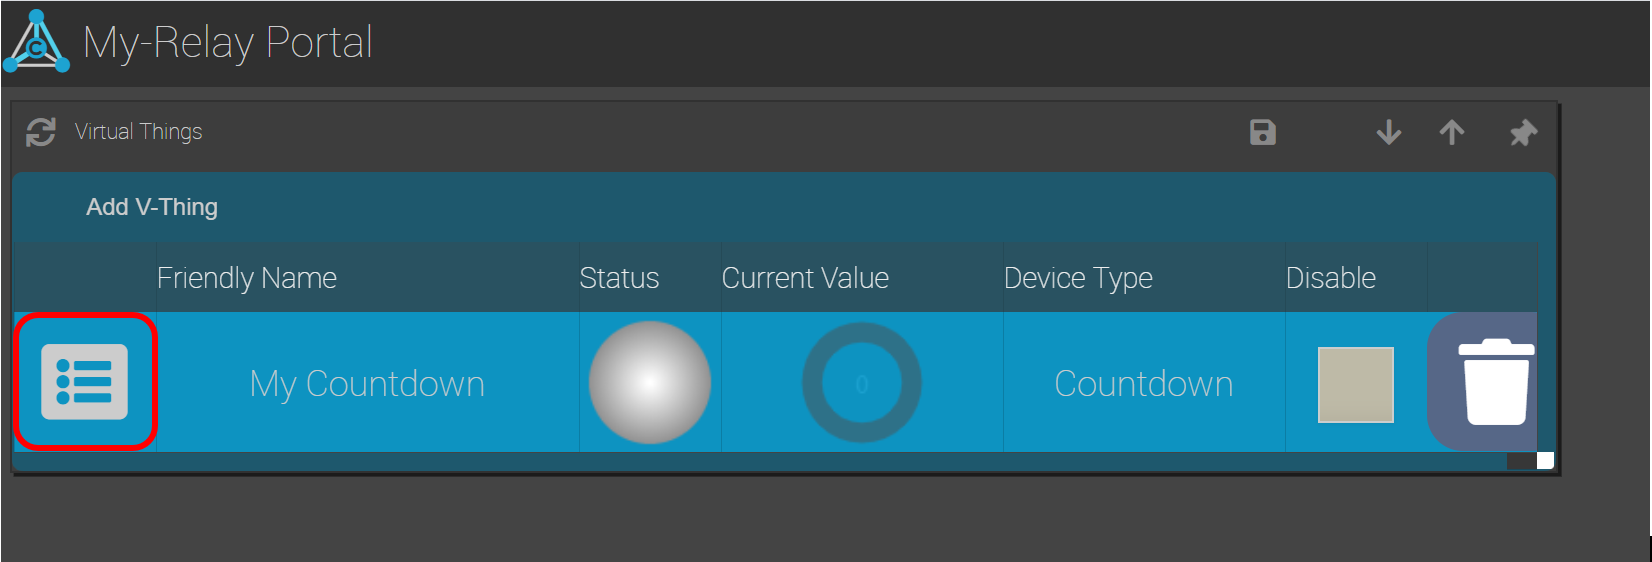 C My-Relay Portal
Virtual Things
Add V-Thing
Friendly Name Status Current Value Device Type Disable
My Countdown 0 Countdown